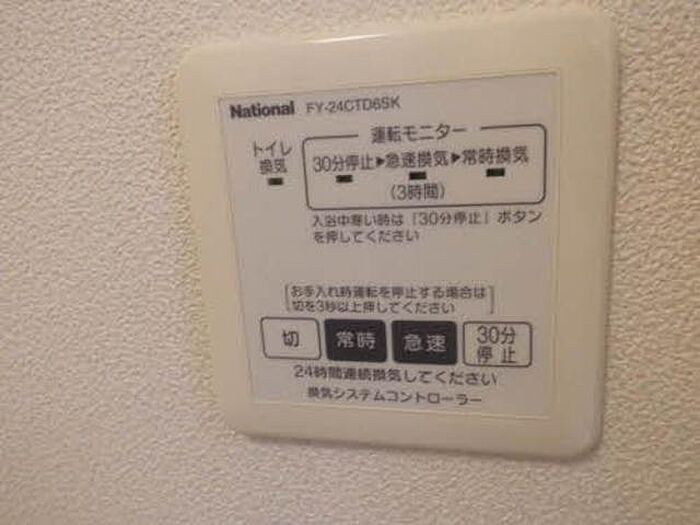 National FY-24CTD6SK
運転モニター
トイレ
換気
30分停止▶急速換気▶常時換気
(3時間)
入浴中寒い時は「30分停止」ボタン
を押してください
お手入れ時運転を停止する場合は
切を3秒以上押してください
切 常時 急速 30分
停止
24時間連続換気してください
換気システムコントローラー